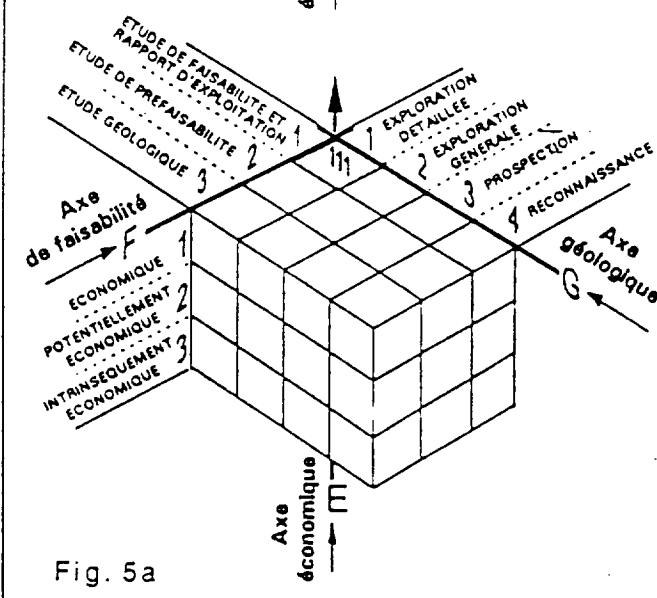 ETUDE DE FAISABILITE ET
RAPPORT D'EXPLOITATION
1
ETUDE DE PREFAISABILITE
2
ETUDE GEOLOGIQUE
3
1 EXPLORATION
DETAILLEE
2 EXPLORATION
GENERALE
3 PROSPECTION
4 RECONNAISSANCE
111
Axe
de faisabilité
F
Axe
géologique
G
1
ECONOMIQUE
POTENTIELLEMENT 2
ECONOMIQUE
INTRINSEQUEMENT 3
ECONOMIQUE
Axe
économique
E
Fig. 5a